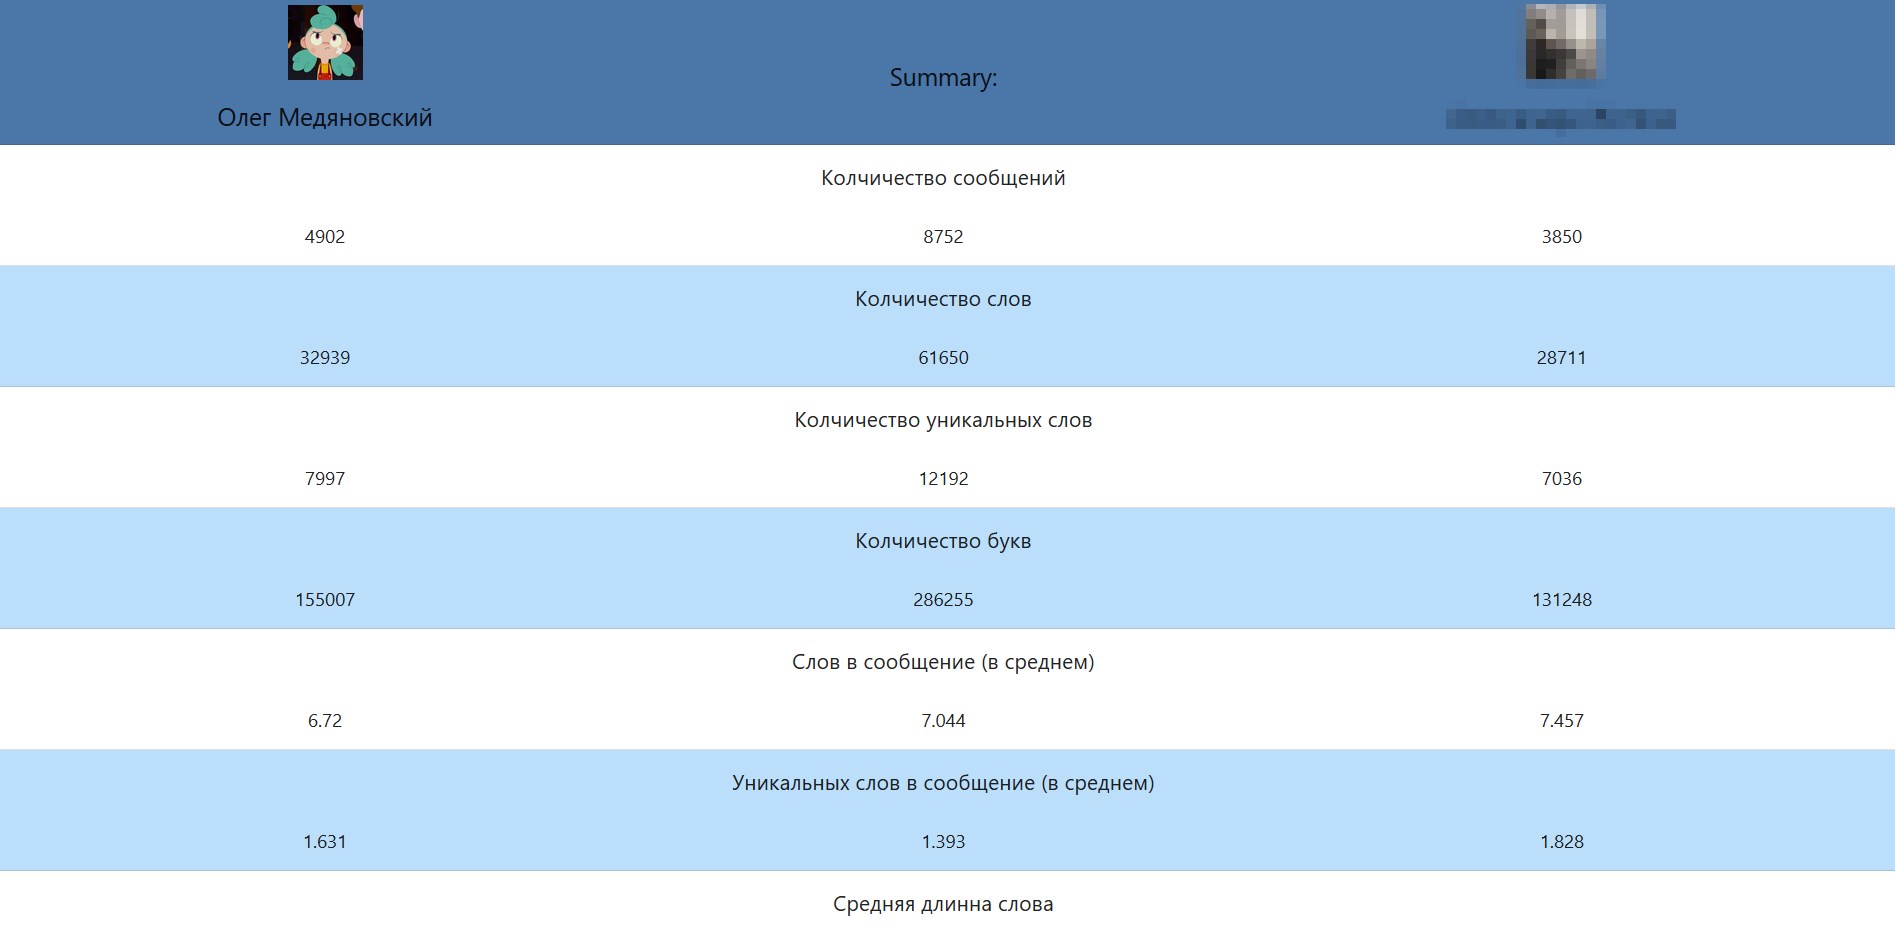 Summary:
Олег Медяновский
Колчичество сообщений
4902 8752 3850
Колчичество слов
32939 61650 28711
Колчичество уникальных слов
7997 12192 7036
Колчичество букв
155007 286255 131248
Слов в сообщение (в среднем)
6.72 7.044 7.457
Уникальных слов в сообщение (в среднем)
1.631 1.393 1.828
Средняя длинна слова